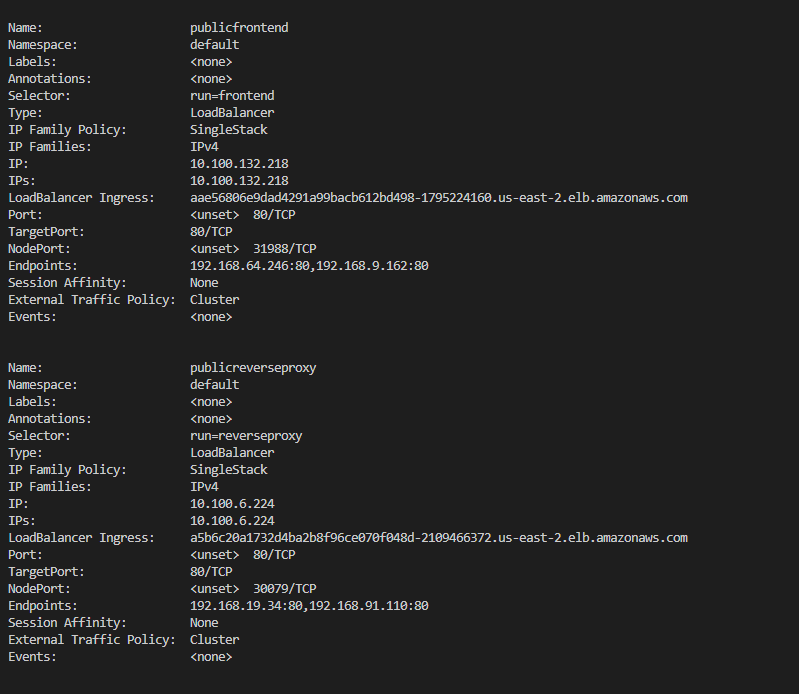 Name:                     publicfrontend
Namespace:                default
Labels:                   <none>
Annotations:              <none>
Selector:                 run=frontend
Type:                     LoadBalancer
IP Family Policy:         SingleStack
IP Families:              IPv4
IP:                       10.100.132.218
IPs:                      10.100.132.218
LoadBalancer Ingress:     aae56806e9dad4291a99bacb612bd498-1795224160.us-east-2.elb.amazonaws.com
Port:                     <unset>  80/TCP
TargetPort:               80/TCP
NodePort:                 <unset>  31988/TCP
Endpoints:                192.168.64.246:80,192.168.9.162:80
Session Affinity:         None
External Traffic Policy:  Cluster
Events:                   <none>
Name:                     publicreverseproxy
Namespace:                default
Labels:                   <none>
Annotations:              <none>
Selector:                 run=reverseproxy
Type:                     LoadBalancer
IP Family Policy:         SingleStack
IP Families:              IPv4
IP:                       10.100.6.224
IPs:                      10.100.6.224
LoadBalancer Ingress:     a5b6c20a1732d4ba2b8f96ce070f048d-2109466372.us-east-2.elb.amazonaws.com
Port:                     <unset>  80/TCP
TargetPort:               80/TCP
NodePort:                 <unset>  30079/TCP
Endpoints:                192.168.19.34:80,192.168.91.110:80
Session Affinity:         None
External Traffic Policy:  Cluster
Events:                   <none>